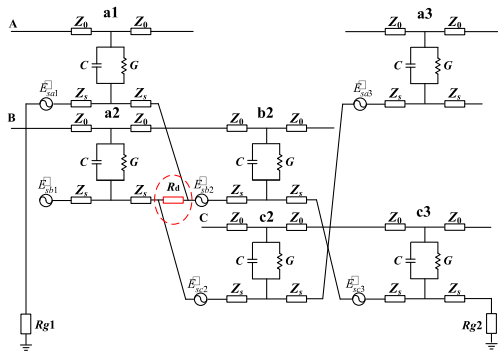 a1 a3
A Z0 Z0 Z0 Z0
C G C G
Ėsa1 Zs Zs Ėsa3 Zs Zs
a2 b2
B Z0 Z0 Z0 Z0
C G C G
Ėsb1 Zs Zs Rd Ėsb2 Zs Zs
c2 c3
C Z0 Z0 Z0 Z0
C G C G
Ėsc2 Zs Zs Ėsc3 Zs Zs
Rg1 Rg2